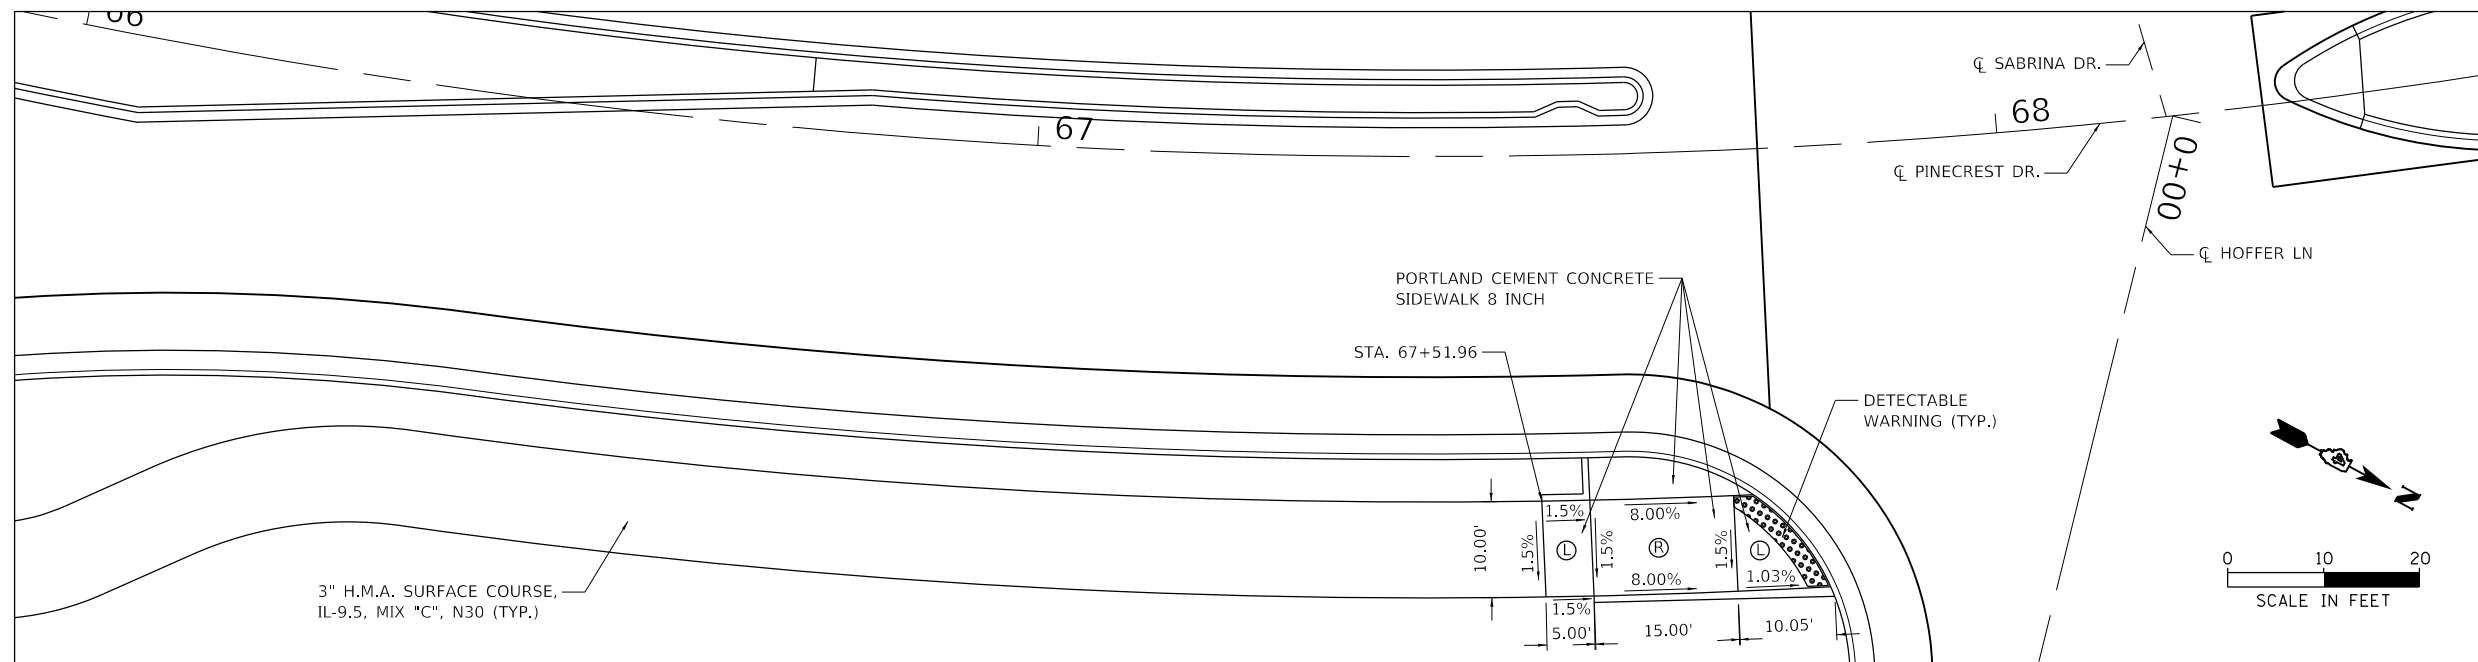 66
67
68
℄ SABRINA DR.
℄ PINECREST DR.
0+00
℄ HOFFER LN
PORTLAND CEMENT CONCRETE
SIDEWALK 8 INCH
STA. 67+51.96
DETECTABLE
WARNING (TYP.)
3" H.M.A. SURFACE COURSE,
IL-9.5, MIX "C", N30 (TYP.)
10.00'
1.5%
1.5%
L
1.5%
1.5%
8.00%
R
8.00%
1.5%
L
1.03%
5.00'
15.00'
10.05'
N
0 10 20
SCALE IN FEET